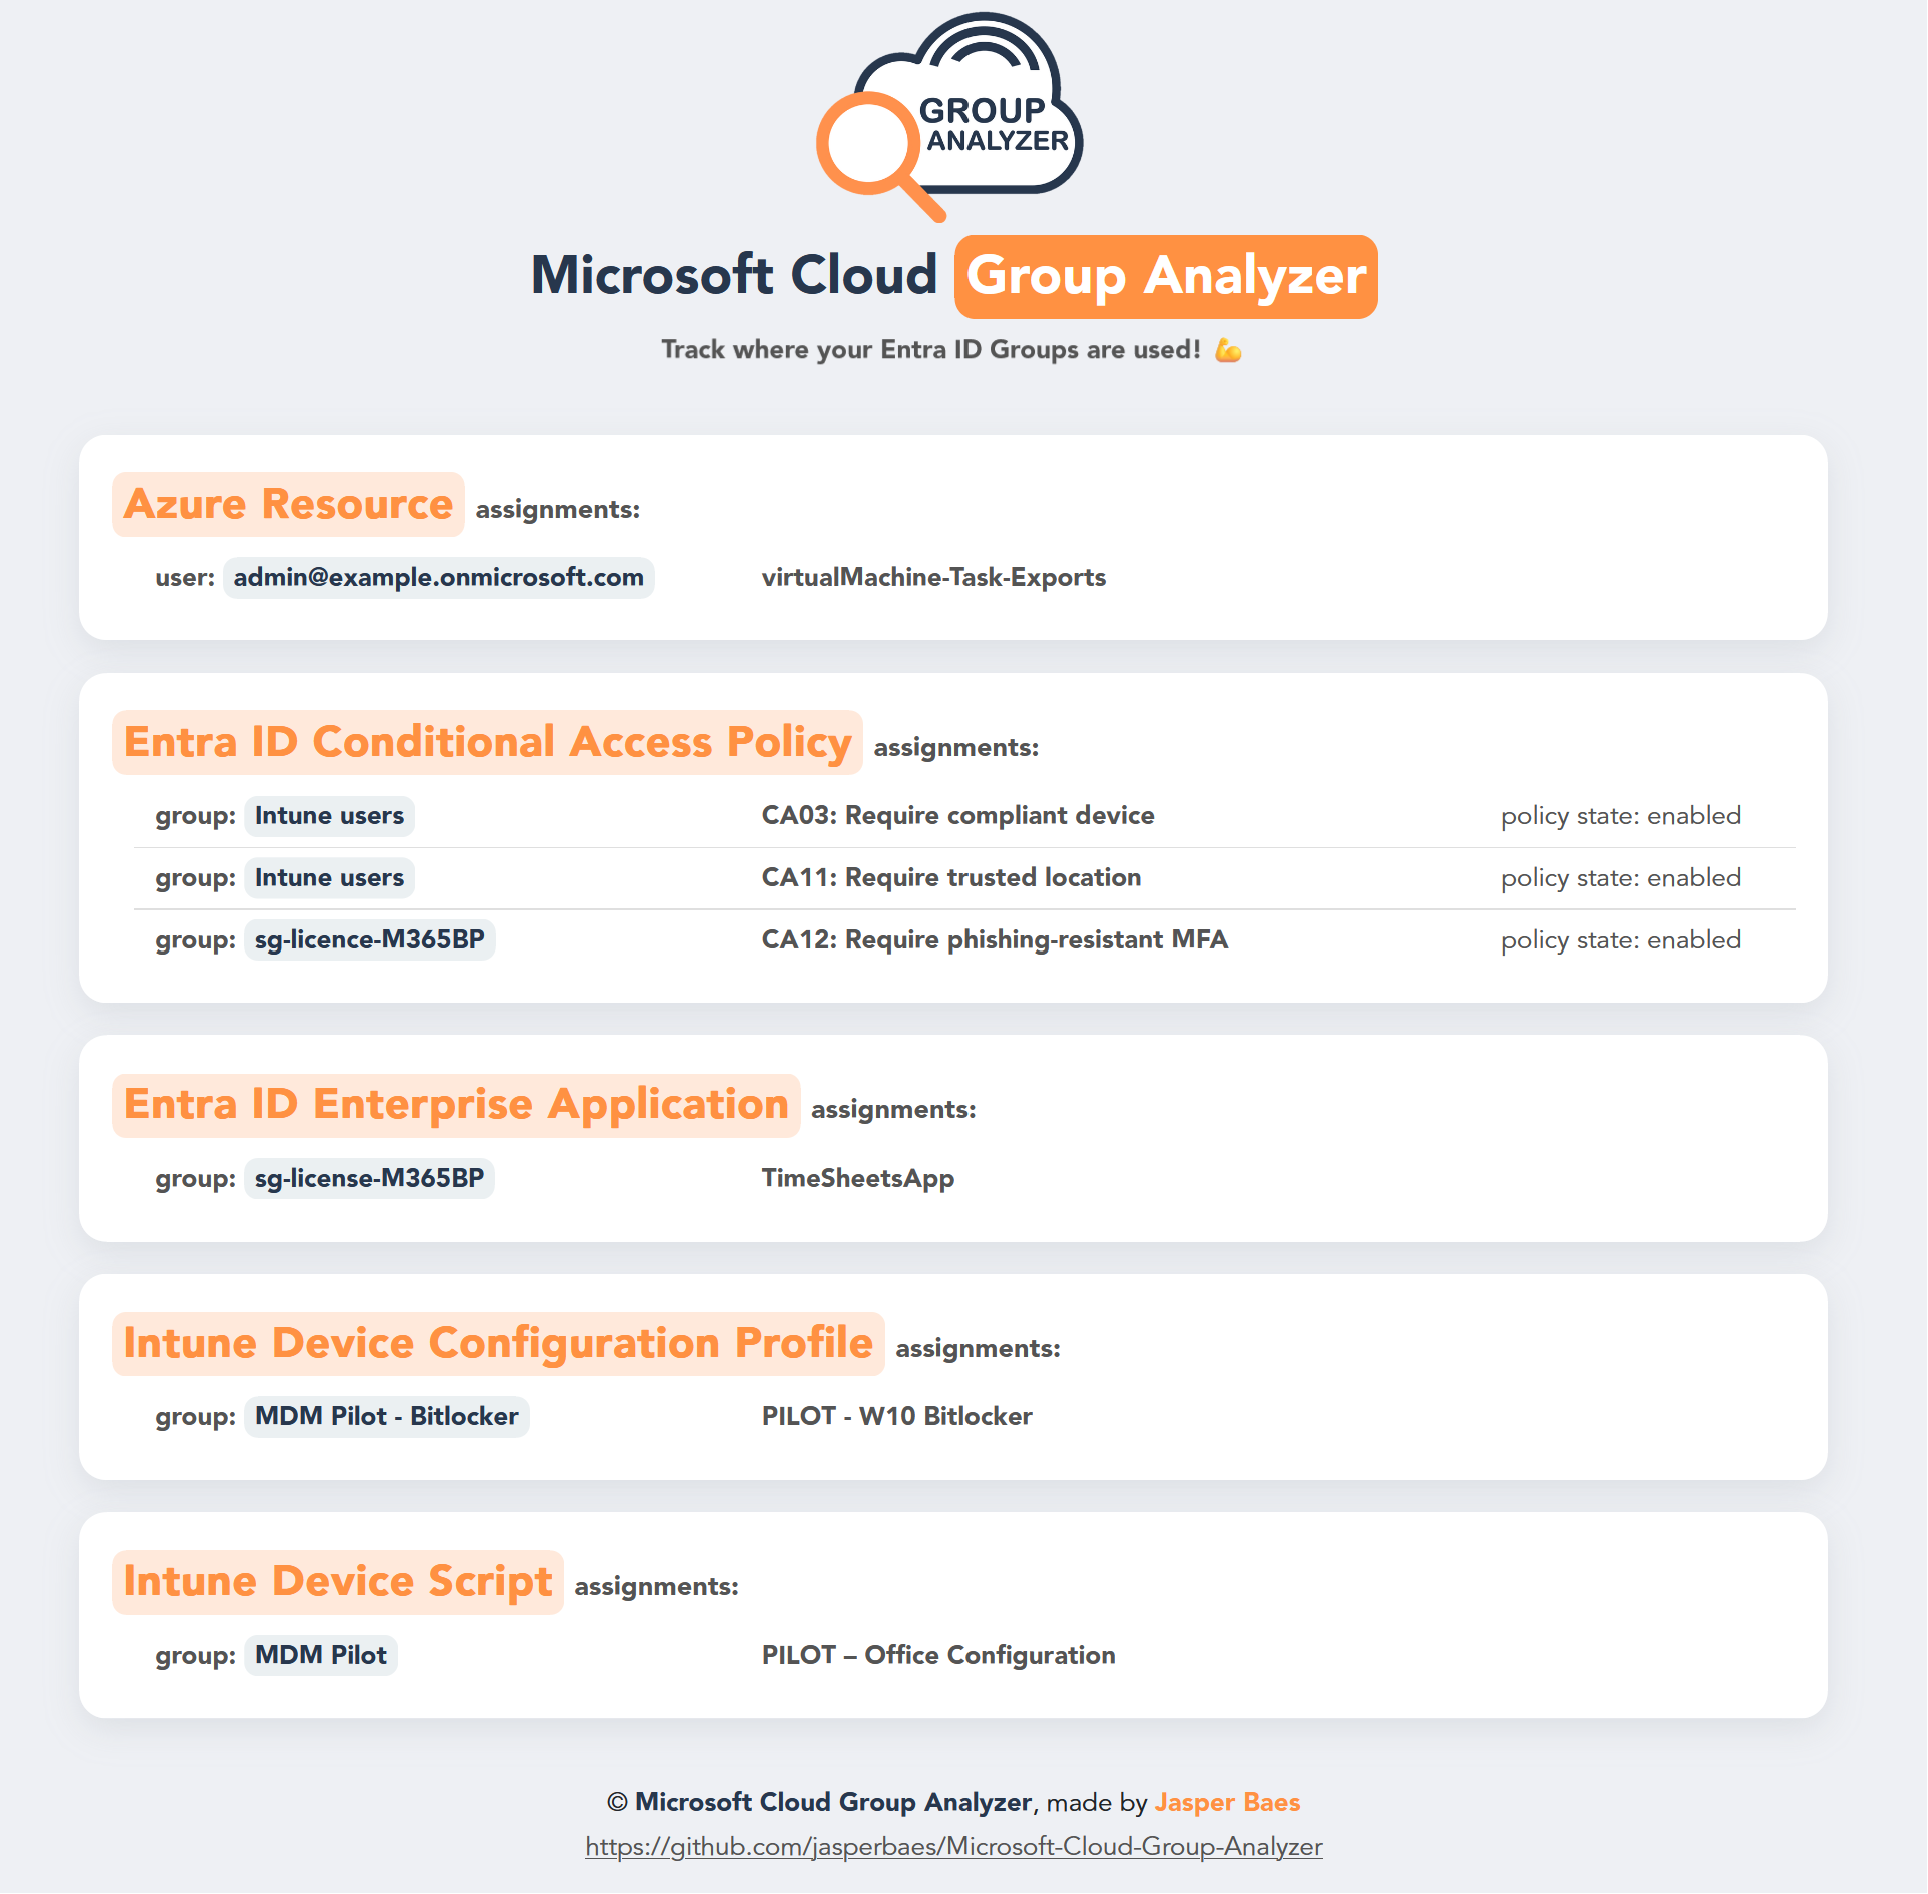 GROUP
ANALYZER
Microsoft Cloud Group Analyzer
Track where your Entra ID Groups are used! 💪
Azure Resource assignments:
user: admin@example.onmicrosoft.com virtualMachine-Task-Exports
Entra ID Conditional Access Policy assignments:
group: Intune users CA03: Require compliant device policy state: enabled
group: Intune users CA11: Require trusted location policy state: enabled
group: sg-licence-M365BP CA12: Require phishing-resistant MFA policy state: enabled
Entra ID Enterprise Application assignments:
group: sg-license-M365BP TimeSheetsApp
Intune Device Configuration Profile assignments:
group: MDM Pilot - Bitlocker PILOT - W10 Bitlocker
Intune Device Script assignments:
group: MDM Pilot PILOT – Office Configuration
© Microsoft Cloud Group Analyzer, made by Jasper Baes
https://github.com/jasperbaes/Microsoft-Cloud-Group-Analyzer